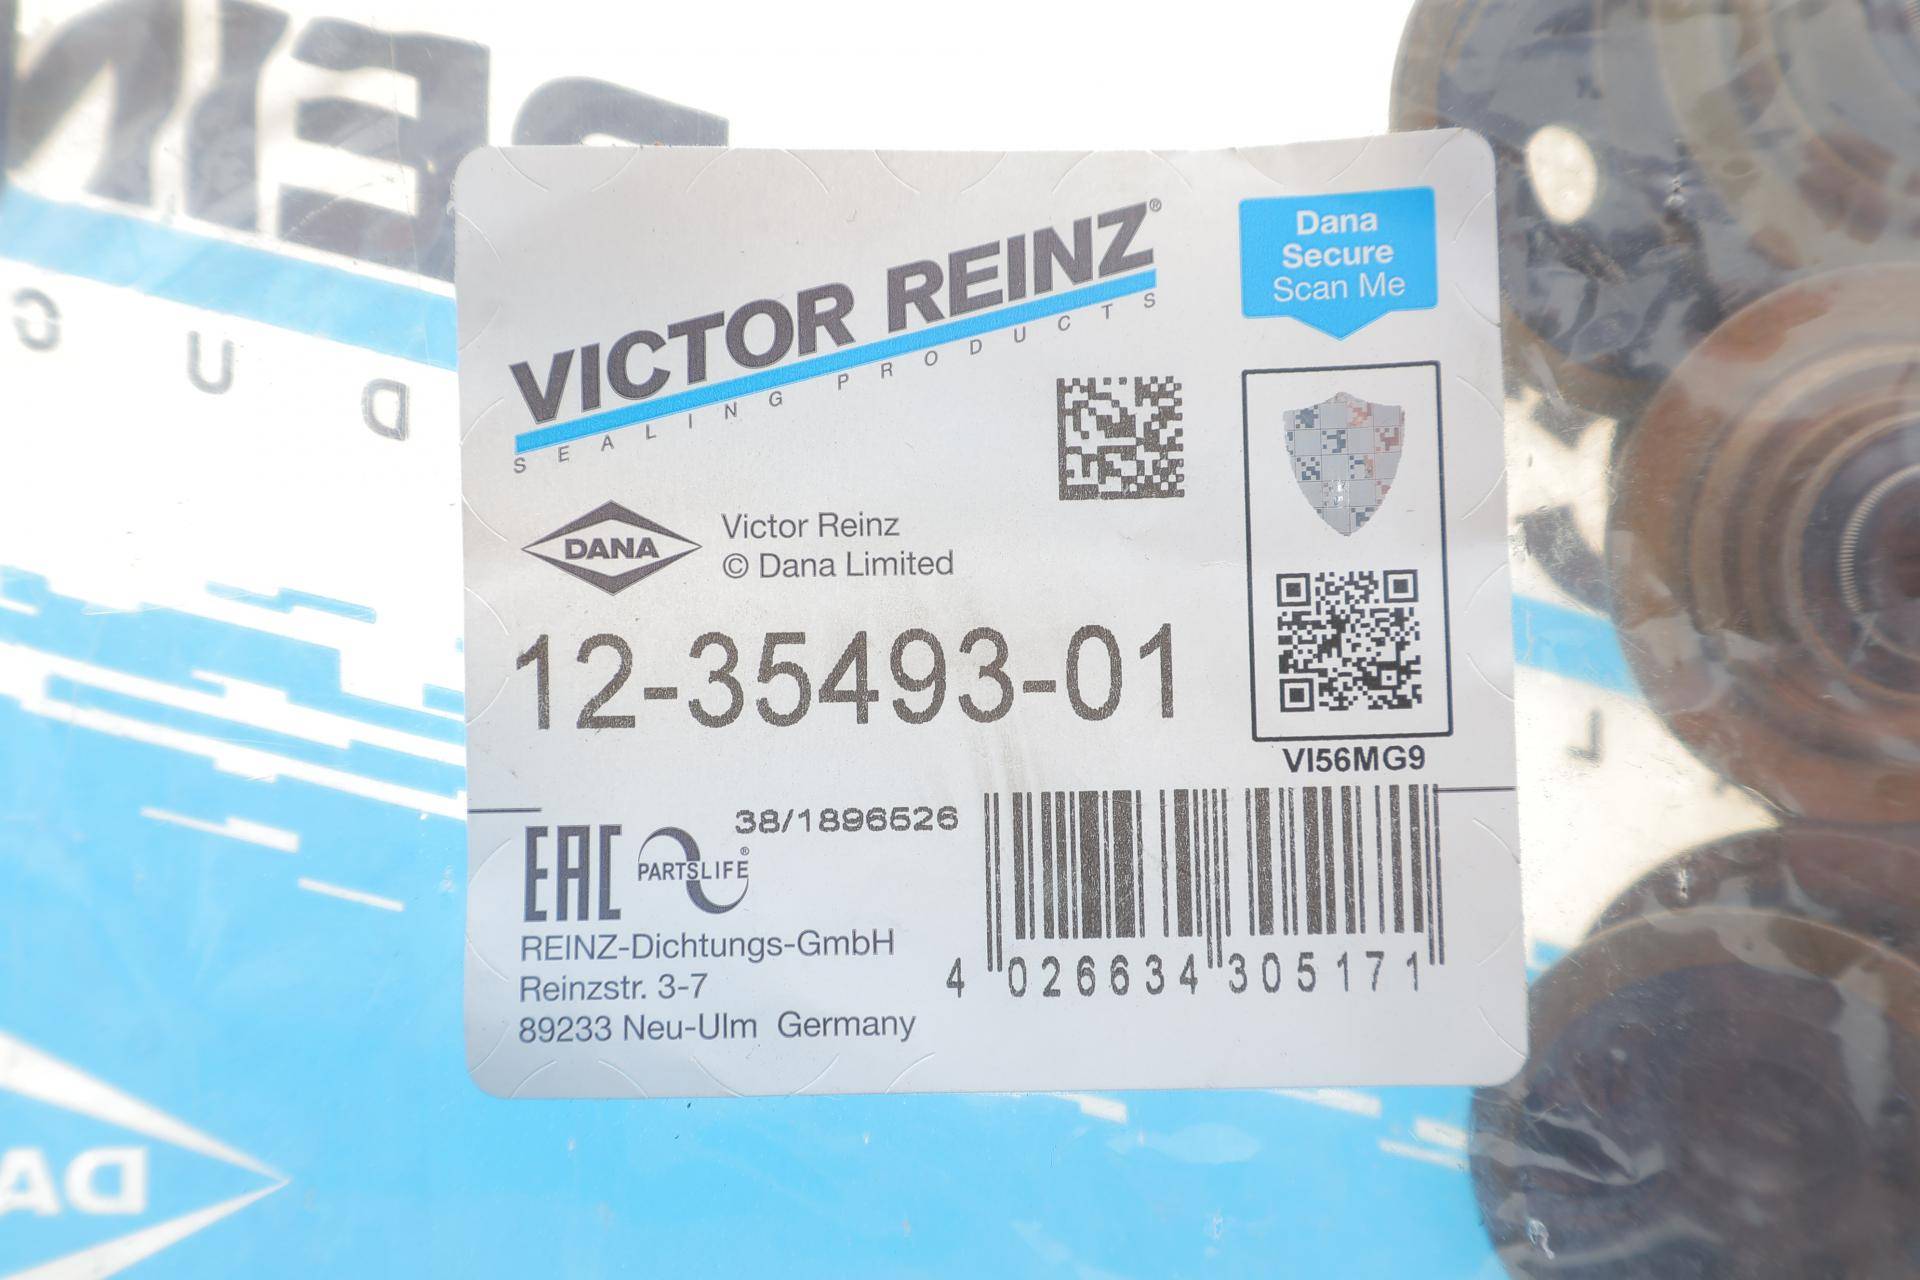 VICTOR REINZ®
SEALING PRODUCTS
Dana
Secure
Scan Me
DANA
Victor Reinz
© Dana Limited
12-35493-01
VI56MG9
38/1896526
EAC
PARTSLIFE®
REINZ-Dichtungs-GmbH
Reinzstr. 3-7
89233 Neu-Ulm Germany
4 026634 305171